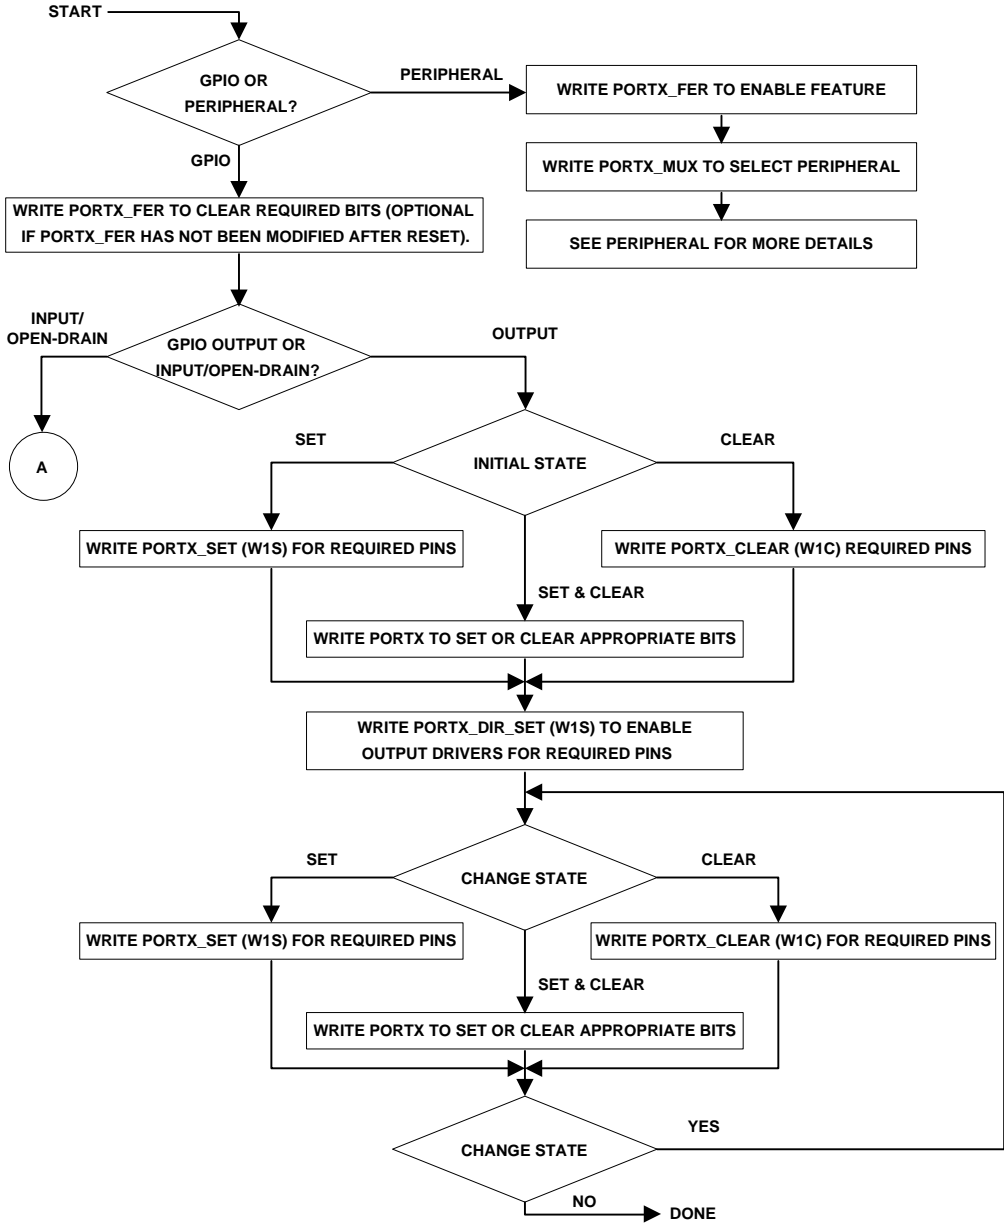 START
GPIO OR
PERIPHERAL?
PERIPHERAL
WRITE PORTX_FER TO ENABLE FEATURE
WRITE PORTX_MUX TO SELECT PERIPHERAL
SEE PERIPHERAL FOR MORE DETAILS
GPIO
WRITE PORTX_FER TO CLEAR REQUIRED BITS (OPTIONAL
IF PORTX_FER HAS NOT BEEN MODIFIED AFTER RESET).
INPUT/
OPEN-DRAIN
GPIO OUTPUT OR
INPUT/OPEN-DRAIN?
OUTPUT
A
SET
INITIAL STATE
CLEAR
WRITE PORTX_SET (W1S) FOR REQUIRED PINS
WRITE PORTX_CLEAR (W1C) REQUIRED PINS
SET & CLEAR
WRITE PORTX TO SET OR CLEAR APPROPRIATE BITS
WRITE PORTX_DIR_SET (W1S) TO ENABLE
OUTPUT DRIVERS FOR REQUIRED PINS
SET
CHANGE STATE
CLEAR
WRITE PORTX_SET (W1S) FOR REQUIRED PINS
WRITE PORTX_CLEAR (W1C) FOR REQUIRED PINS
SET & CLEAR
WRITE PORTX TO SET OR CLEAR APPROPRIATE BITS
CHANGE STATE
YES
NO
DONE